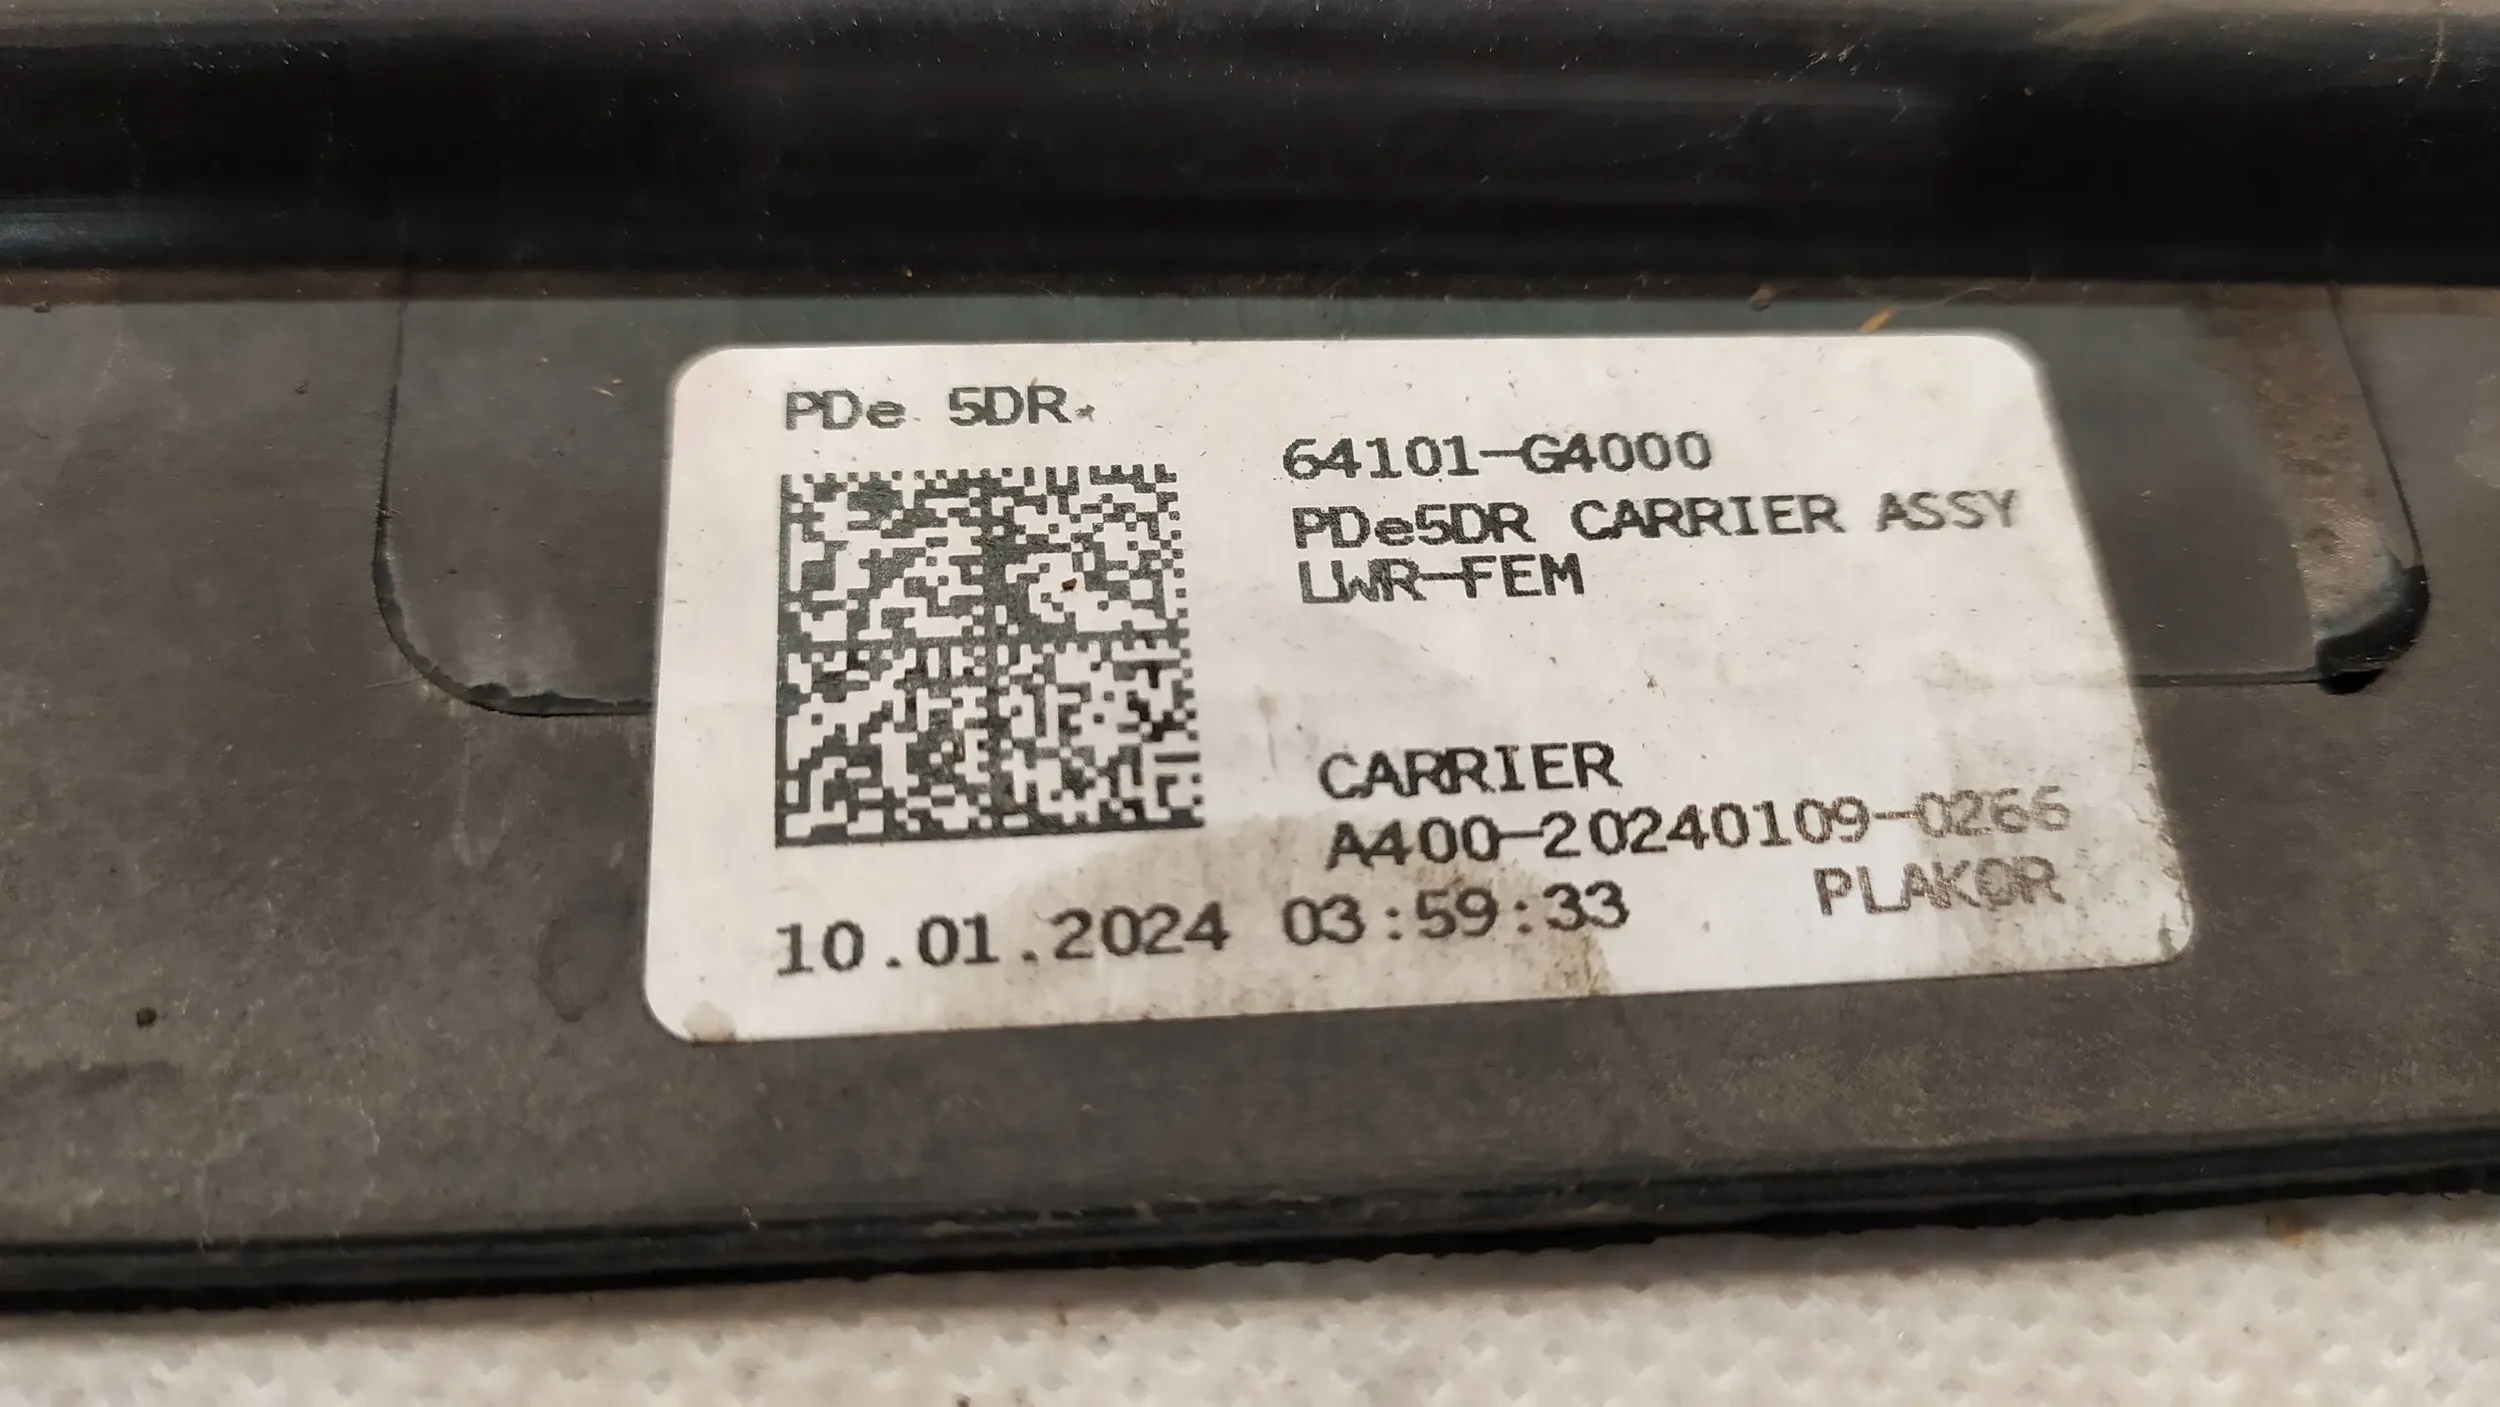 PDe 5DR
64101-G4000
PDe5DR CARRIER ASSY
LWR-FEM
CARRIER
A400-20240109-0266
PLAKOR
10.01.2024 03:59:33